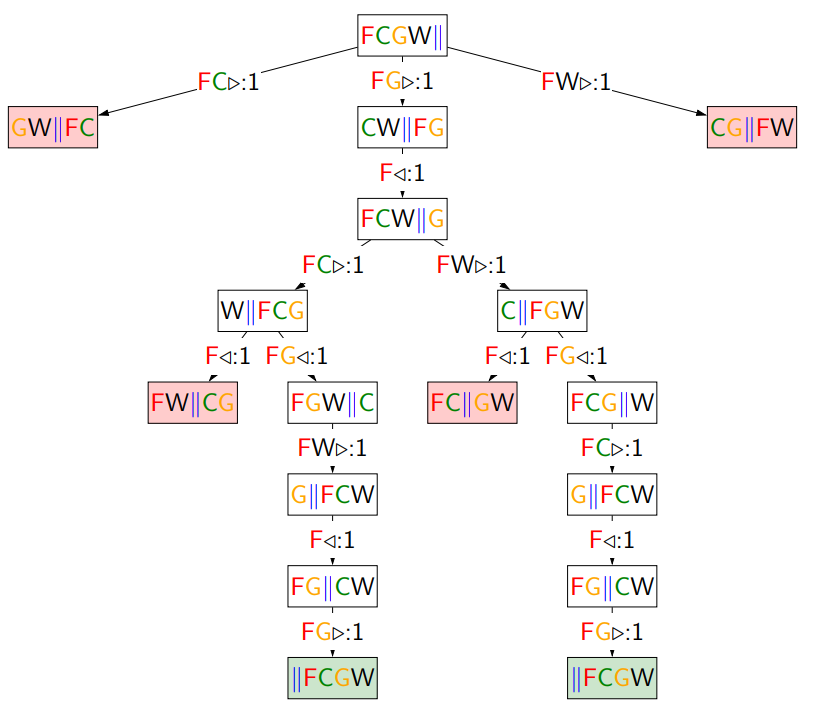 FCGW||
FC▷:1 FG▷:1 FW▷:1
GW||FC CW||FG CG||FW
F◁:1
FCW||G
FC▷:1 FW▷:1
W||FCG C||FGW
F◁:1 FG◁:1 F◁:1 FG◁:1
FW||CG FGW||C FC||GW FCG||W
FW▷:1 FC▷:1
G||FCW G||FCW
F◁:1 F◁:1
FG||CW FG||CW
FG▷:1 FG▷:1
||FCGW ||FCGW